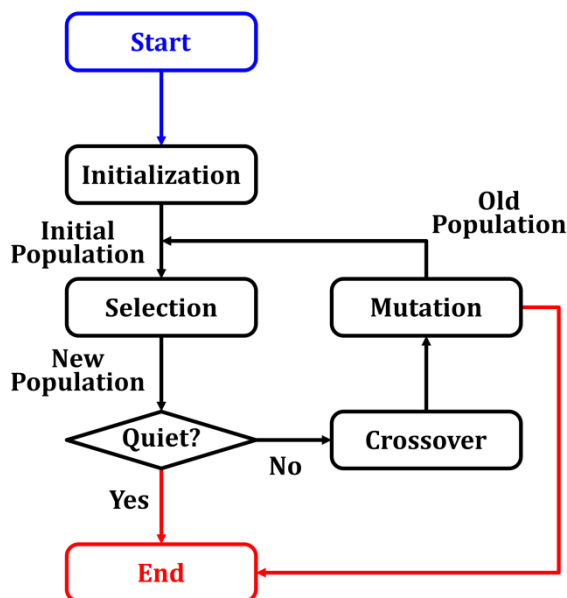 Start
Initialization
Initial
Population
Old
Population
Selection
Mutation
New
Population
Quiet?
No
Crossover
Yes
End